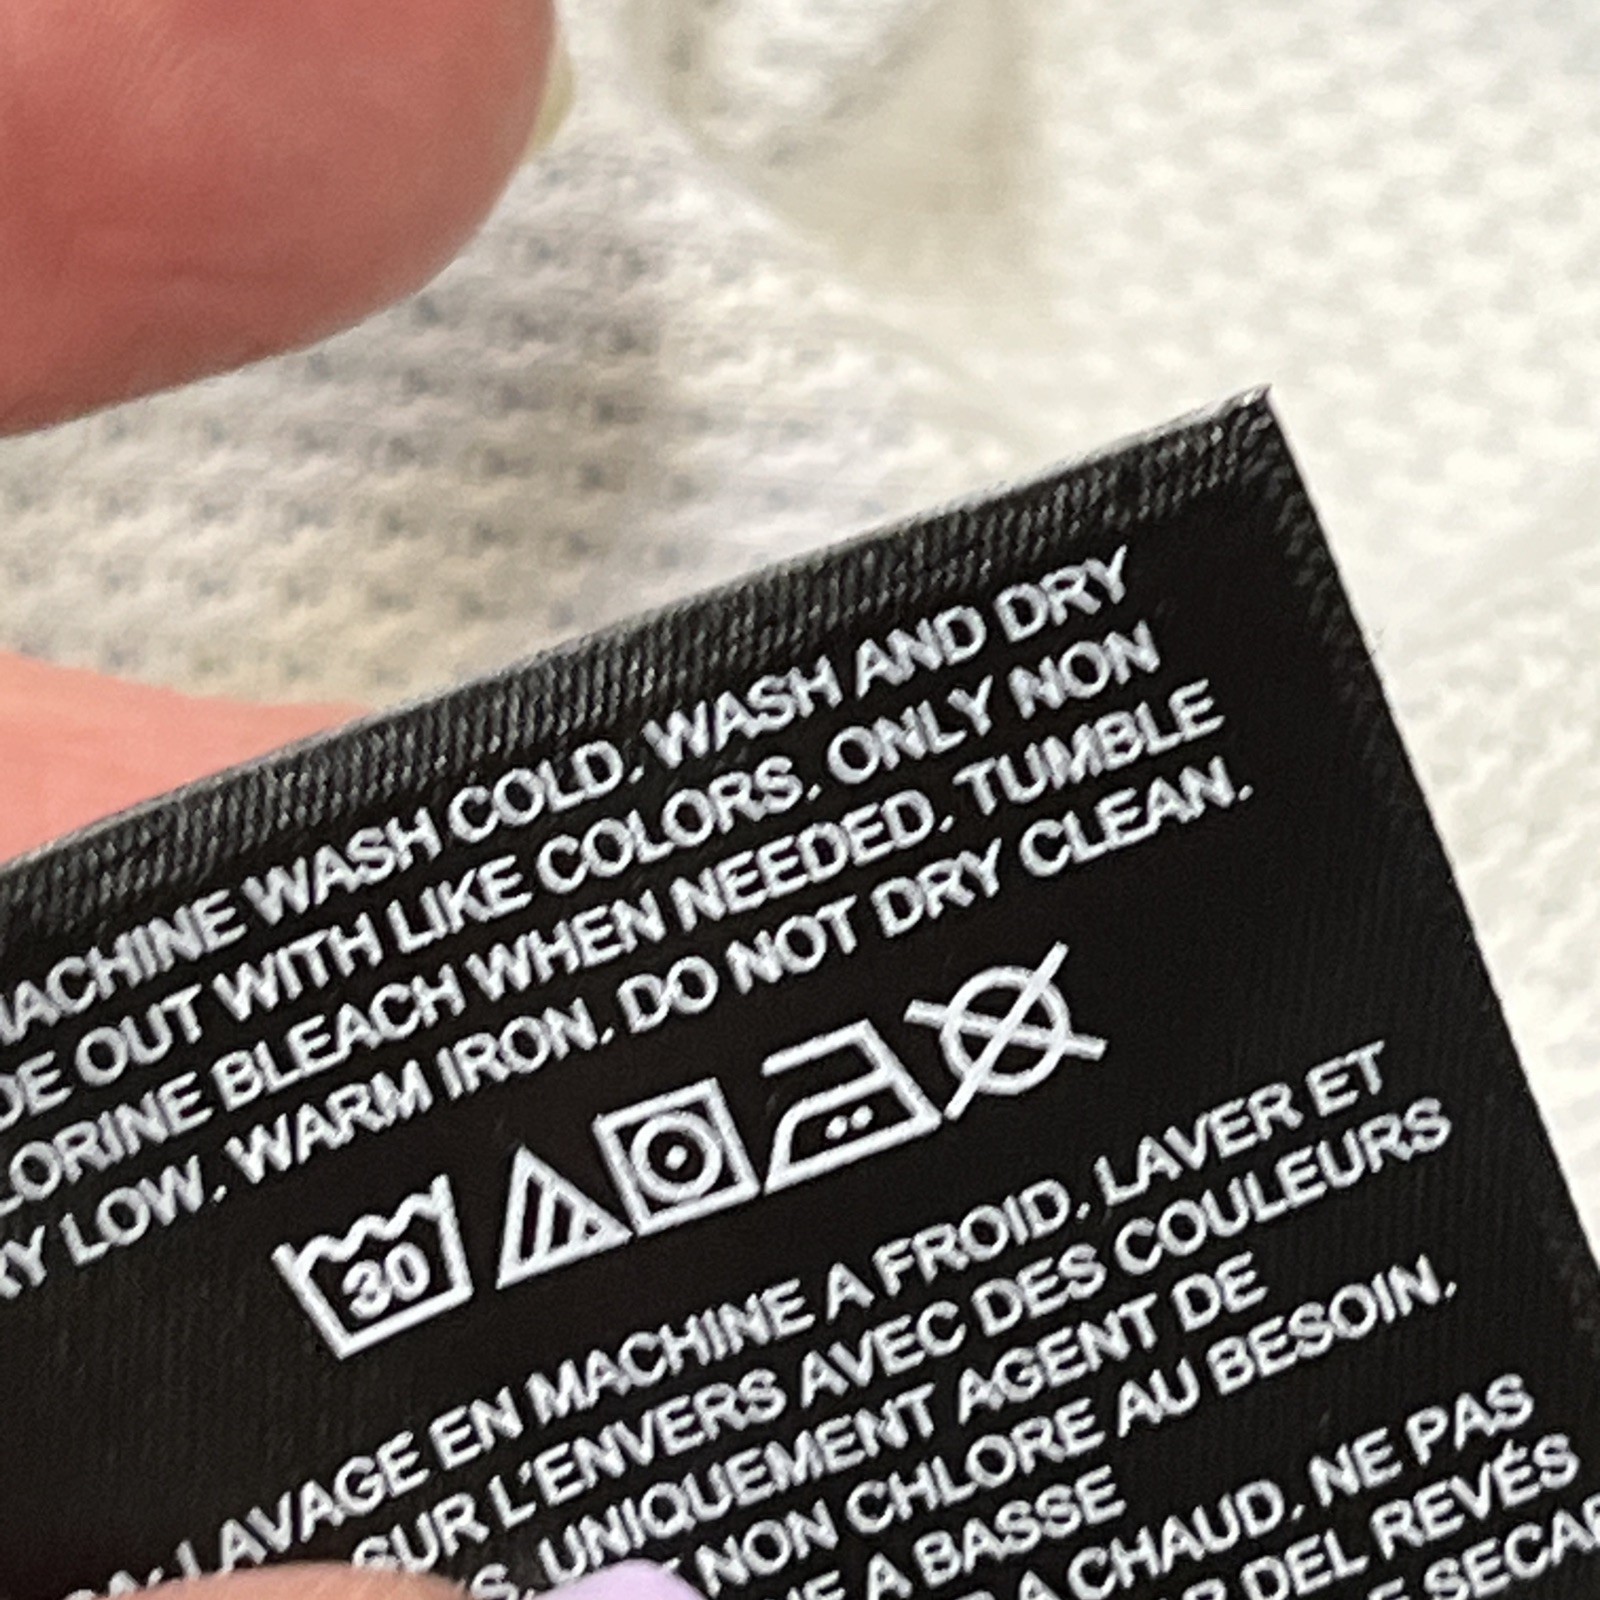 MACHINE WASH COLD. WASH AND DRY
OUT WITH LIKE COLORS. ONLY NON
BLEACH WHEN NEEDED. TUMBLE
LOW. WARM IRON. DO NOT DRY CLEAN.
30
LAVAGE EN MACHINE A FROID. LAVER ET
SUR L'ENVERS AVEC DES COULEURS
UNIQUEMENT AGENT DE
NON CHLORE AU BESOIN.
A BASSE
A CHAUD. NE PAS
DEL REVÉS